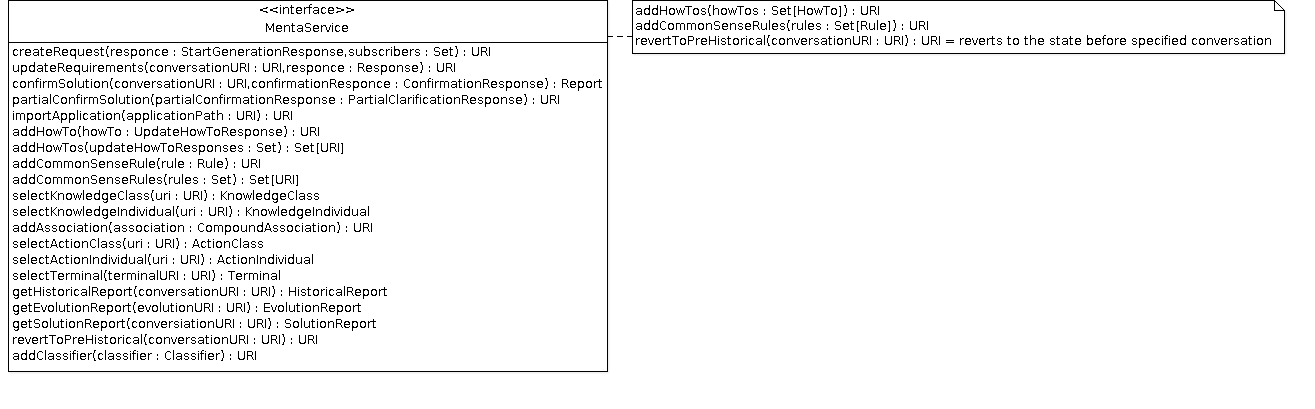 <<interface>>
MentaService
createRequest(responce : StartGenerationResponse,subscribers : Set) : URI
updateRequirements(conversationURI : URI,responce : Response) : URI
confirmSolution(conversationURI : URI,confirmationResponce : ConfirmationResponce) : Report
partialConfirmSolution(partialConfirmationResponce : PartialClarificationResponce) : URI
importApplication(applicationPath : URI) : URI
addHowTo(howTo : UpdateHowToResponce) : URI
addHowTos(updateHowToResponces : Set) : Set[URI]
addCommonSenseRule(rule : Rule) : URI
addCommonSenseRules(rules : Set) : Set[URI]
selectKnowledgeClass(uri : URI) : KnowledgeClass
selectKnowledgeIndividual(uri : URI) : KnowledgeIndividual
addAssociation(association : CompoundAssociation) : URI
selectActionClass(uri : URI) : ActionClass
selectActionIndividual(uri : URI) : ActionIndividual
selectTerminal(terminalURI : URI) : Terminal
getHistoricalReport(conversationURI : URI) : HistoricalReport
getEvolutionReport(evolutionURI : URI) : EvolutionReport
getSolutionReport(conversiationURI : URI) : SolutionReport
revertToPreHistorical(conversationURI : URI) : URI
addClassifier(classifier : Classifier) : URI
addHowTos(howTos : Set[HowTo]) : URI
addCommonSenseRules(rules : Set[Rule]) : URI
revertToPreHistorical(conversationURI : URI) : URI = reverts to the state before specified conversation